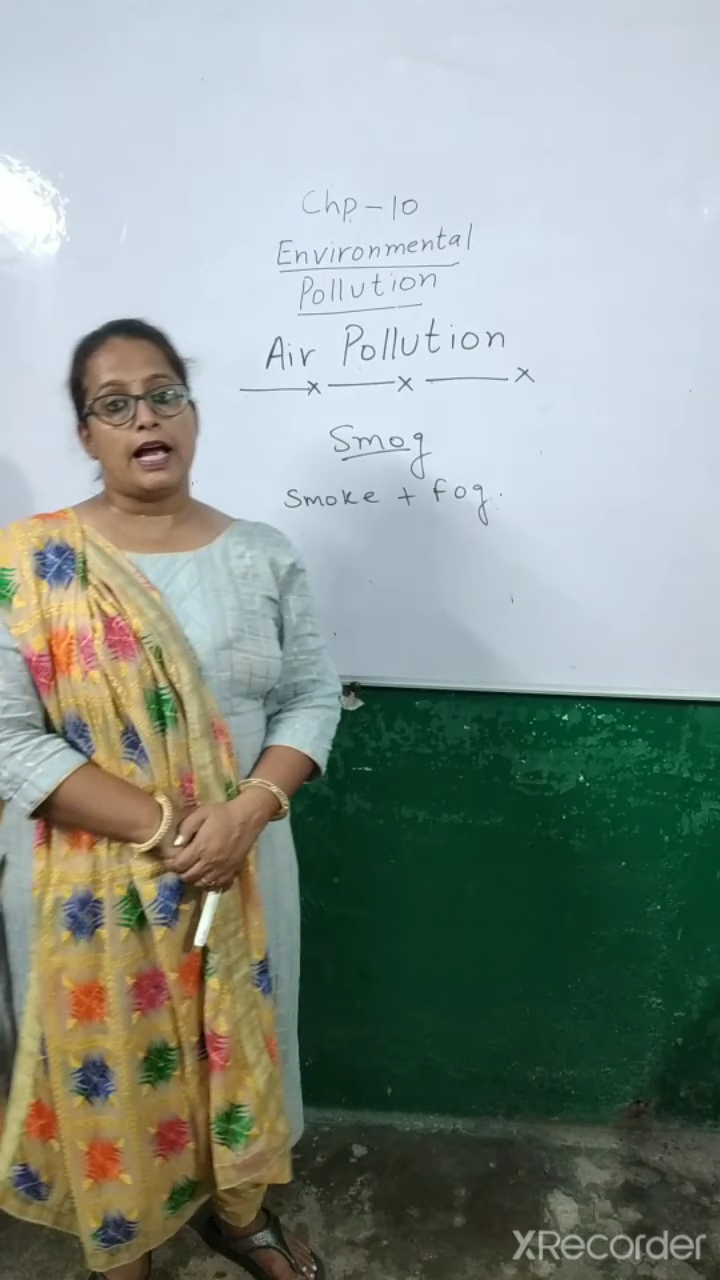 Chp - 10
Environmental
Pollution
Air Pollution
Smog
Smoke + fog.
XRecorder